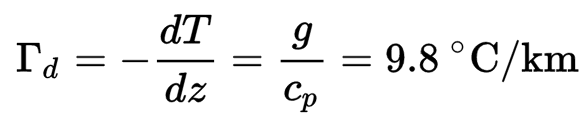 Γ_d = −dT/dz = g/c_p = 9.8 °C/km